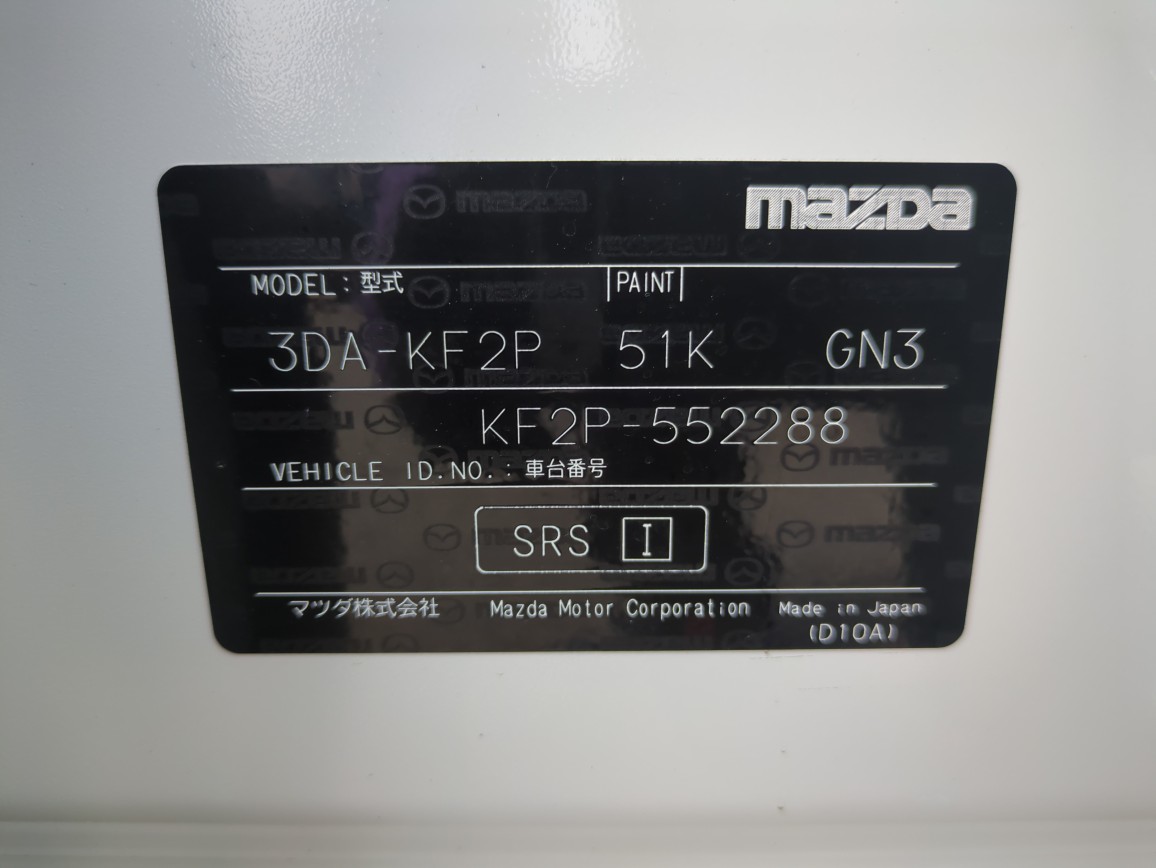 mazda
MODEL : 型式 PAINT
3DA-KF2P 51K GN3
KF2P-552288
VEHICLE ID.NO. : 車台番号
SRS I
マツダ株式会社 Mazda Motor Corporation Made in Japan
(D10A)